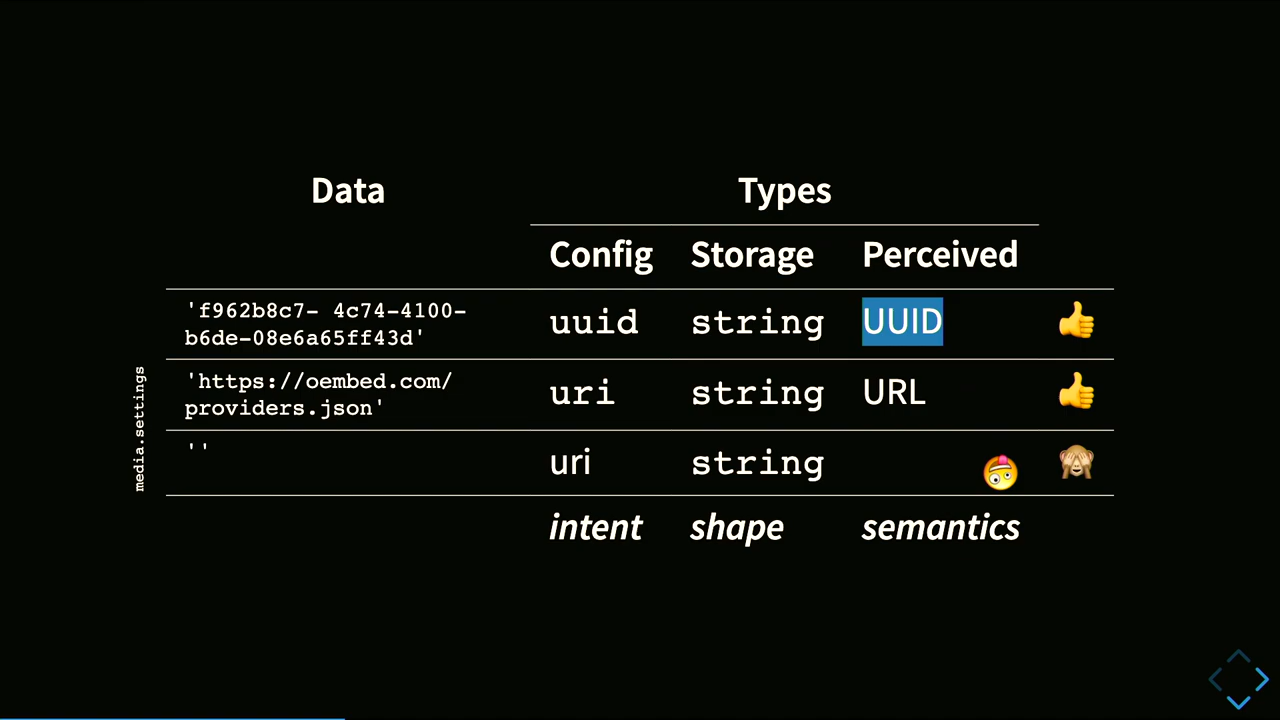 Data Types
Config Storage Perceived
'f962b8c7- 4c74-4100-
b6de-08e6a65ff43d'
uuid string UUID
'https://oembed.com/
providers.json'
uri string URL
''
uri string
media.settings
intent shape semantics